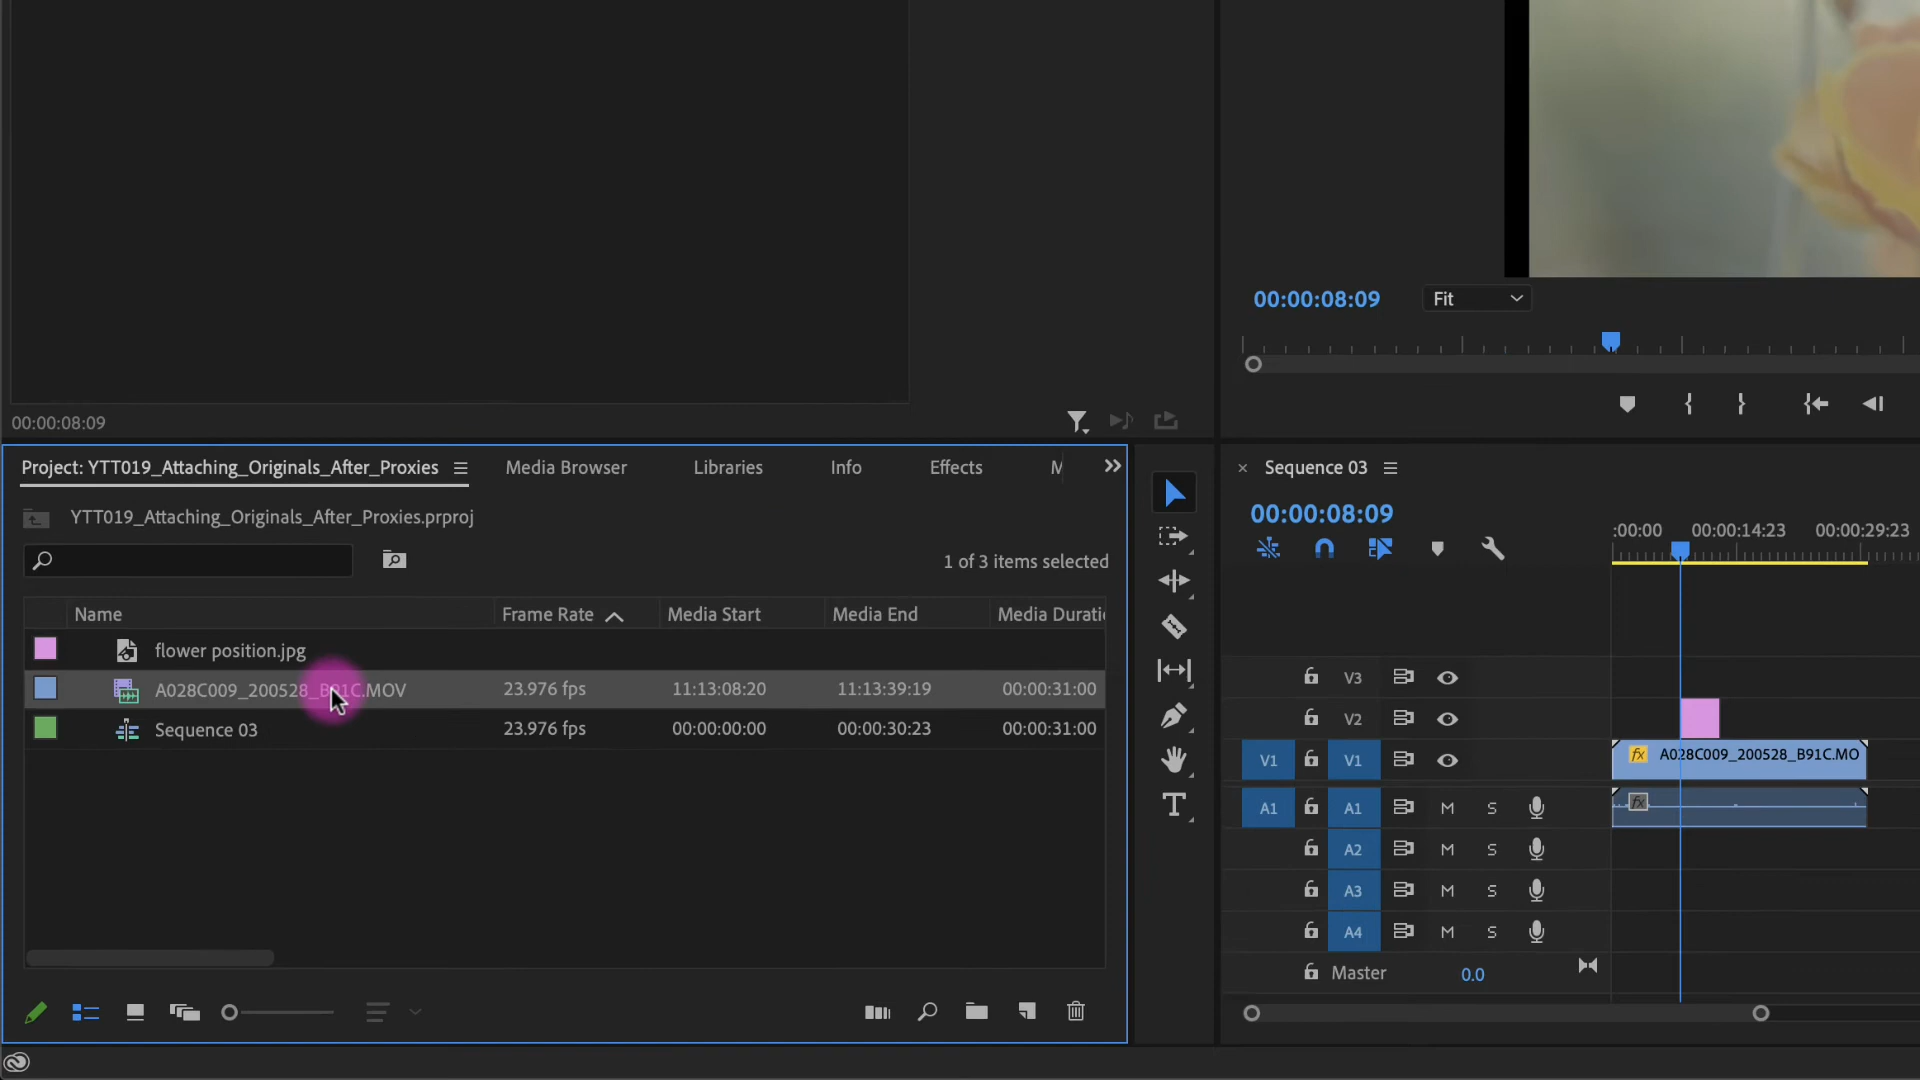 00:00:08:09
Fit
00:00:08:09
Project: YTT019_Attaching_Originals_After_Proxies
Media Browser
Libraries
Info
Effects
M
YTT019_Attaching_Originals_After_Proxies.prproj
1 of 3 items selected
Name Frame Rate Media Start Media End Media Durati
flower position.jpg
A028C009_200528_B91C.MOV 23.976 fps 11:13:08:20 11:13:39:19 00:00:31:00
Sequence 03 23.976 fps 00:00:00:00 00:00:30:23 00:00:31:00
× Sequence 03
00:00:08:09
:00:00 00:00:14:23 00:00:29:23
V3
V2
V1 V1
fx A028C009_200528_B91C.MO
A1 A1 M S
fx
A2 M S
A3 M S
A4 M S
Master 0.0